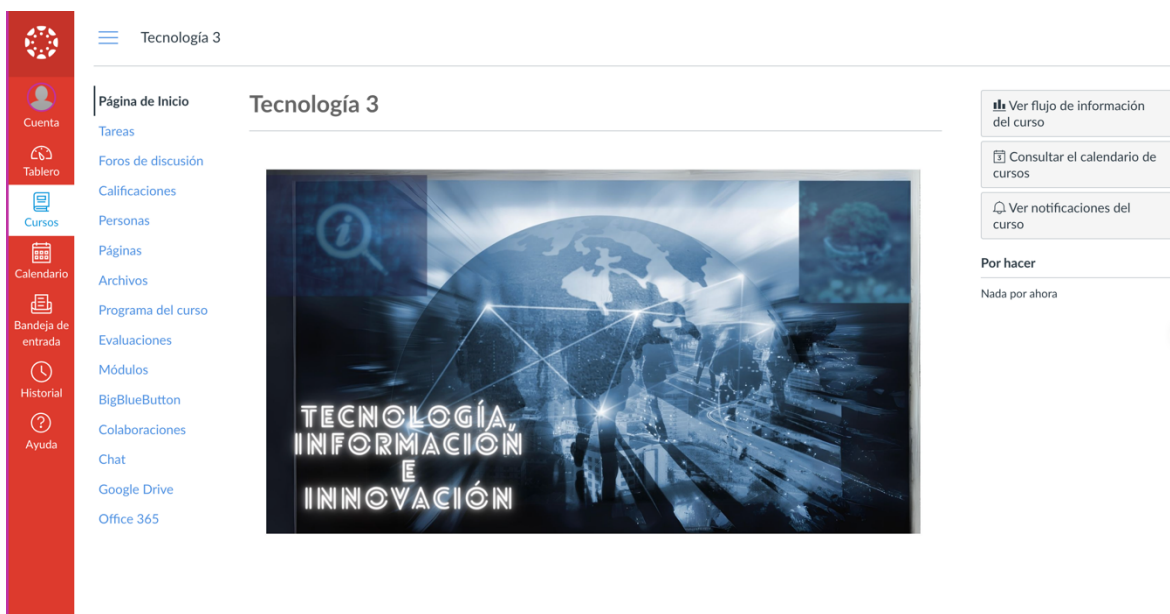 Tecnología 3
Cuenta
Tablero
Cursos
Calendario
Bandeja de
entrada
Historial
Ayuda
Página de Inicio
Tareas
Foros de discusión
Calificaciones
Personas
Páginas
Archivos
Programa del curso
Evaluaciones
Módulos
BigBlueButton
Colaboraciones
Chat
Google Drive
Office 365
Tecnología 3
TECNOLOGÍA,
INFORMACIÓN
E
INNOVACIÓN
Ver flujo de información
del curso
Consultar el calendario de
cursos
Ver notificaciones del
curso
Por hacer
Nada por ahora